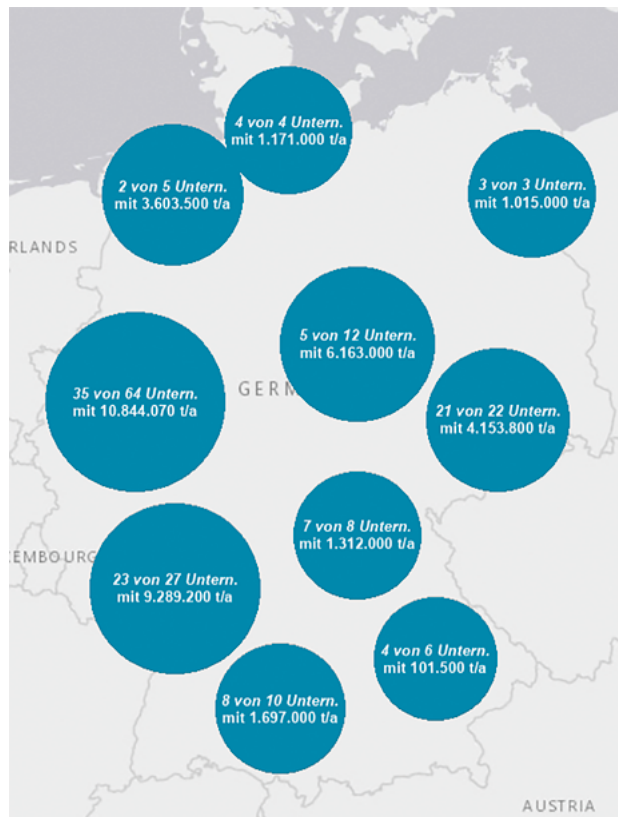 4 von 4 Untern.
mit 1.171.000 t/a
2 von 5 Untern.
mit 3.603.500 t/a
3 von 3 Untern.
mit 1.015.000 t/a
RLANDS
5 von 12 Untern.
mit 6.163.000 t/a
35 von 64 Untern.
mit 10.844.070 t/a
GERM
21 von 22 Untern.
mit 4.153.800 t/a
7 von 8 Untern.
mit 1.312.000 t/a
EMBOURG
23 von 27 Untern.
mit 9.289.200 t/a
4 von 6 Untern.
mit 101.500 t/a
8 von 10 Untern.
mit 1.697.000 t/a
AUSTRIA